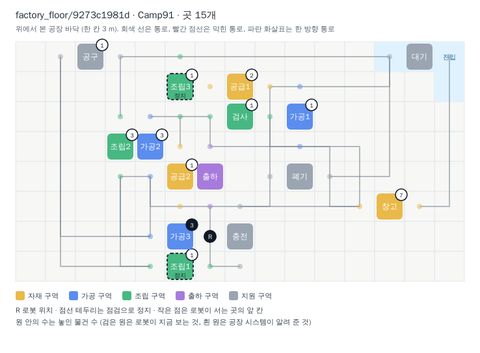 factory_floor/9273c1981d · Camp91 · 곳 15개
위에서 본 공장 바닥 (한 칸 3 m). 회색 선은 통로, 빨간 점선은 막힌 통로, 파란 화살표는 한 방향 통로
공구 1
대기
진입
조립3 1
정지
공급1 2
검사 1
가공1 1
조립2 3
가공2 3
공급2 1
출하
폐기
창고 7
가공3 3
R
충전
조립1 1
정지
자재 구역
가공 구역
조립 구역
출하 구역
지원 구역
R 로봇 위치 · 점선 테두리는 점검으로 정지 · 작은 점은 로봇이 서는 곳의 앞 칸
원 안의 수는 놓인 물건 수 (검은 원은 로봇이 지금 보는 것, 흰 원은 공장 시스템이 알려 준 것)